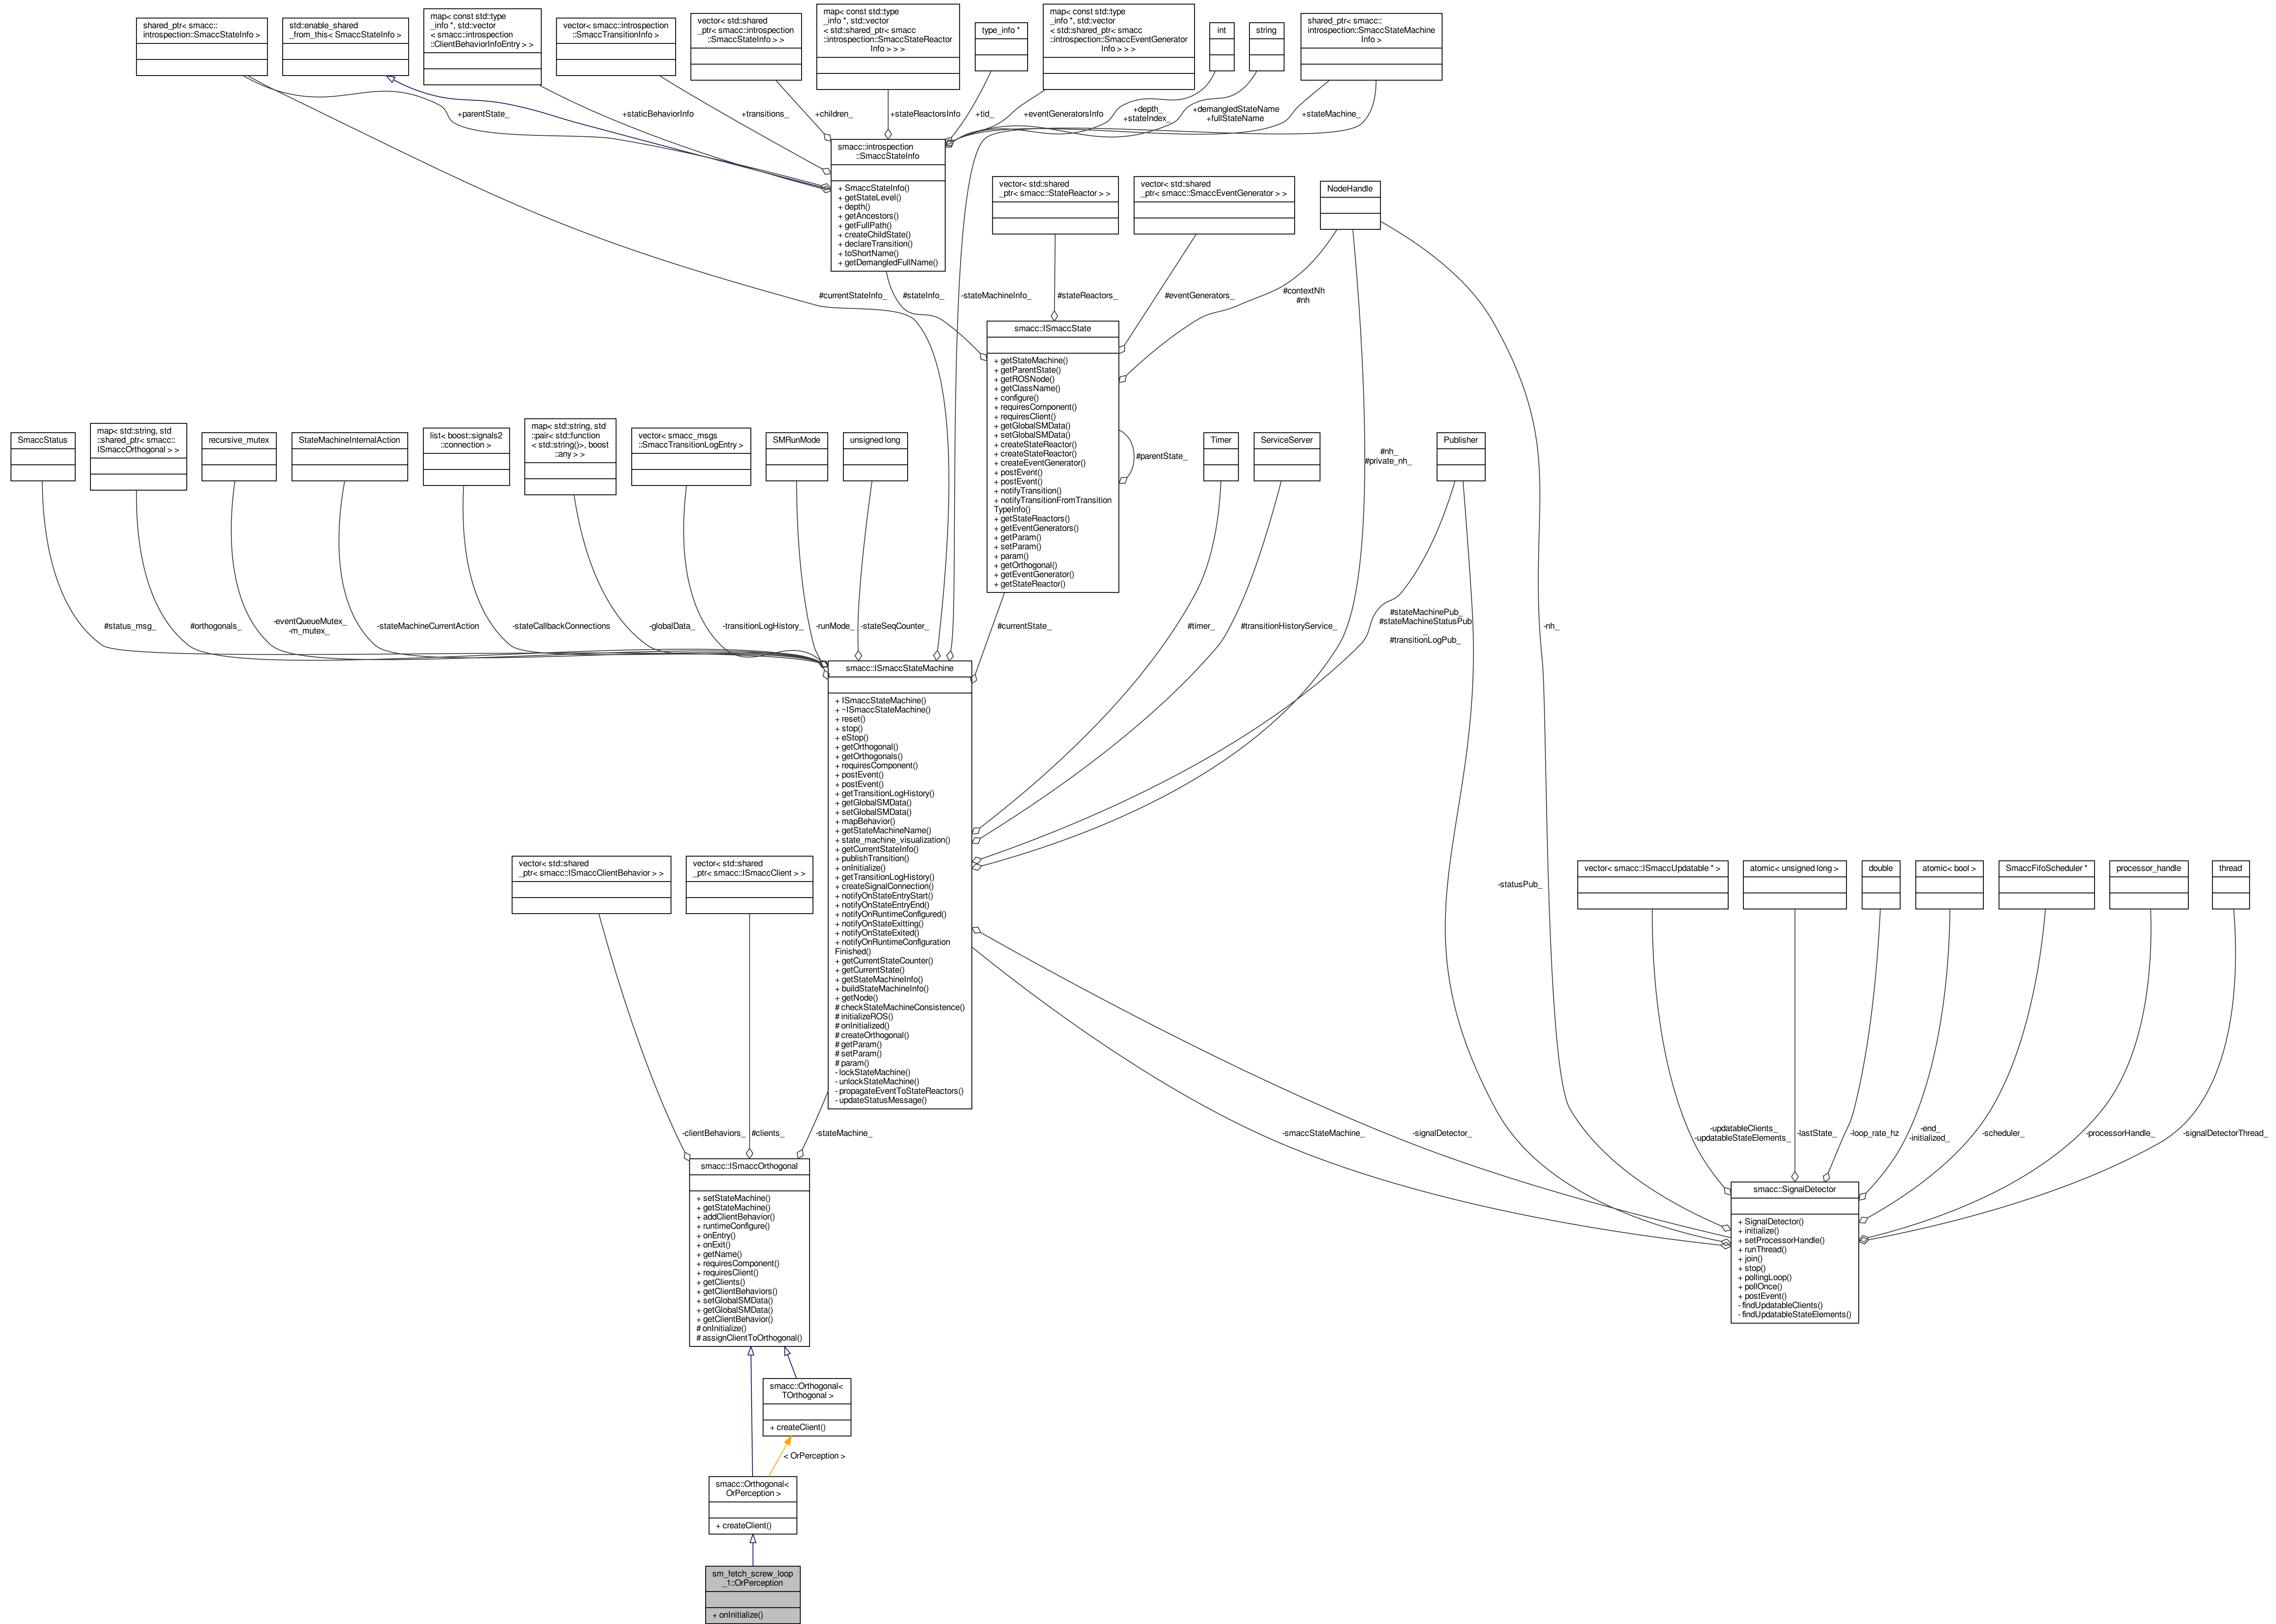 shared_ptr< smacc::
introspection::SmaccStateInfo >
std::enable_shared
_from_this< SmaccStateInfo >
map< const std::type
_info *, std::vector
< smacc::introspection
::ClientBehaviorInfoEntry > >
vector< smacc::introspection
::SmaccTransitionInfo >
vector< std::shared
_ptr< smacc::introspection
::SmaccStateInfo > >
map< const std::type
_info *, std::vector
< std::shared_ptr< smacc
::introspection::SmaccStateReactor
Info > > >
type_info *
map< const std::type
_info *, std::vector
< std::shared_ptr< smacc
::introspection::SmaccEventGenerator
Info > > >
int
string
shared_ptr< smacc::
introspection::SmaccStateMachine
Info >
+parentState_
+staticBehaviorInfo
+transitions_
+children_
+stateReactorsInfo
+tid_
+eventGeneratorsInfo
+depth_
+stateIndex_
+demangledStateName
+fullStateName
+stateMachine_
smacc::introspection
::SmaccStateInfo
+ SmaccStateInfo()
+ getStateLevel()
+ depth()
+ getAncestors()
+ getFullPath()
+ createChildState()
+ declareTransition()
+ toShortName()
+ getDemangledFullName()
vector< std::shared
_ptr< smacc::StateReactor > >
vector< std::shared
_ptr< smacc::SmaccEventGenerator > >
NodeHandle
#currentStateInfo_
#stateInfo_
-stateMachineInfo_
#stateReactors_
#eventGenerators_
#contextNh
#nh
smacc::ISmaccState
+ getStateMachine()
+ getParentState()
+ getROSNode()
+ getClassName()
+ configure()
+ requiresComponent()
+ requiresClient()
+ getGlobalSMData()
+ setGlobalSMData()
+ createStateReactor()
+ createStateReactor()
+ createEventGenerator()
+ postEvent()
+ postEvent()
+ notifyTransition()
+ notifyTransitionFromTransition
TypeInfo()
+ getStateReactors()
+ getEventGenerators()
+ getParam()
+ setParam()
+ param()
+ getOrthogonal()
+ getEventGenerator()
+ getStateReactor()
#parentState_
SmaccStatus
map< std::string, std
::shared_ptr< smacc::
ISmaccOrthogonal > >
recursive_mutex
StateMachineInternalAction
list< boost::signals2
::connection >
map< std::string, std
::pair< std::function
< std::string()>, boost
::any > >
vector< smacc_msgs
::SmaccTransitionLogEntry >
SMRunMode
unsigned long
Timer
ServiceServer
Publisher
#nh_
#private_nh_
#status_msg_
#orthogonals_
-eventQueueMutex_
-m_mutex_
-stateMachineCurrentAction
-stateCallbackConnections
-globalData_
-transitionLogHistory_
-runMode_
-stateSeqCounter_
#currentState_
#timer_
#transitionHistoryService_
#stateMachinePub_
#stateMachineStatusPub
_
#transitionLogPub_
-nh_
smacc::ISmaccStateMachine
+ ISmaccStateMachine()
+ ~ISmaccStateMachine()
+ reset()
+ stop()
+ eStop()
+ getOrthogonal()
+ getOrthogonals()
+ requiresComponent()
+ postEvent()
+ postEvent()
+ getTransitionLogHistory()
+ getGlobalSMData()
+ setGlobalSMData()
+ mapBehavior()
+ getStateMachineName()
+ state_machine_visualization()
+ getCurrentStateInfo()
+ publishTransition()
+ onInitialize()
+ getTransitionLogHistory()
+ createSignalConnection()
+ notifyOnStateEntryStart()
+ notifyOnStateEntryEnd()
+ notifyOnRuntimeConfigured()
+ notifyOnStateExitting()
+ notifyOnStateExited()
+ notifyOnRuntimeConfiguration
Finished()
+ getCurrentStateCounter()
+ getCurrentState()
+ getStateMachineInfo()
+ buildStateMachineInfo()
+ getNode()
# checkStateMachineConsistence()
# initializeROS()
# onInitialized()
# createOrthogonal()
# getParam()
# setParam()
# param()
- lockStateMachine()
- unlockStateMachine()
- propagateEventToStateReactors()
- updateStatusMessage()
vector< std::shared
_ptr< smacc::ISmaccClientBehavior > >
vector< std::shared
_ptr< smacc::ISmaccClient > >
-statusPub_
vector< smacc::ISmaccUpdatable * >
atomic< unsigned long >
double
atomic< bool >
SmaccFifoScheduler *
processor_handle
thread
-clientBehaviors_
#clients_
-stateMachine_
-smaccStateMachine_
-signalDetector_
-updatableClients_
-updatableStateElements_
-lastState_
-loop_rate_hz
-end_
-initialized_
-scheduler_
-processorHandle_
-signalDetectorThread_
smacc::ISmaccOrthogonal
+ setStateMachine()
+ getStateMachine()
+ addClientBehavior()
+ runtimeConfigure()
+ onEntry()
+ onExit()
+ getName()
+ requiresComponent()
+ requiresClient()
+ getClients()
+ getClientBehaviors()
+ setGlobalSMData()
+ getGlobalSMData()
+ getClientBehavior()
# onInitialize()
# assignClientToOrthogonal()
smacc::SignalDetector
+ SignalDetector()
+ initialize()
+ setProcessorHandle()
+ runThread()
+ join()
+ stop()
+ pollingLoop()
+ pollOnce()
+ postEvent()
- findUpdatableClients()
- findUpdatableStateElements()
smacc::Orthogonal<
TOrthogonal >
+ createClient()
< OrPerception >
smacc::Orthogonal<
OrPerception >
+ createClient()
sm_fetch_screw_loop
_1::OrPerception
+ onInitialize()